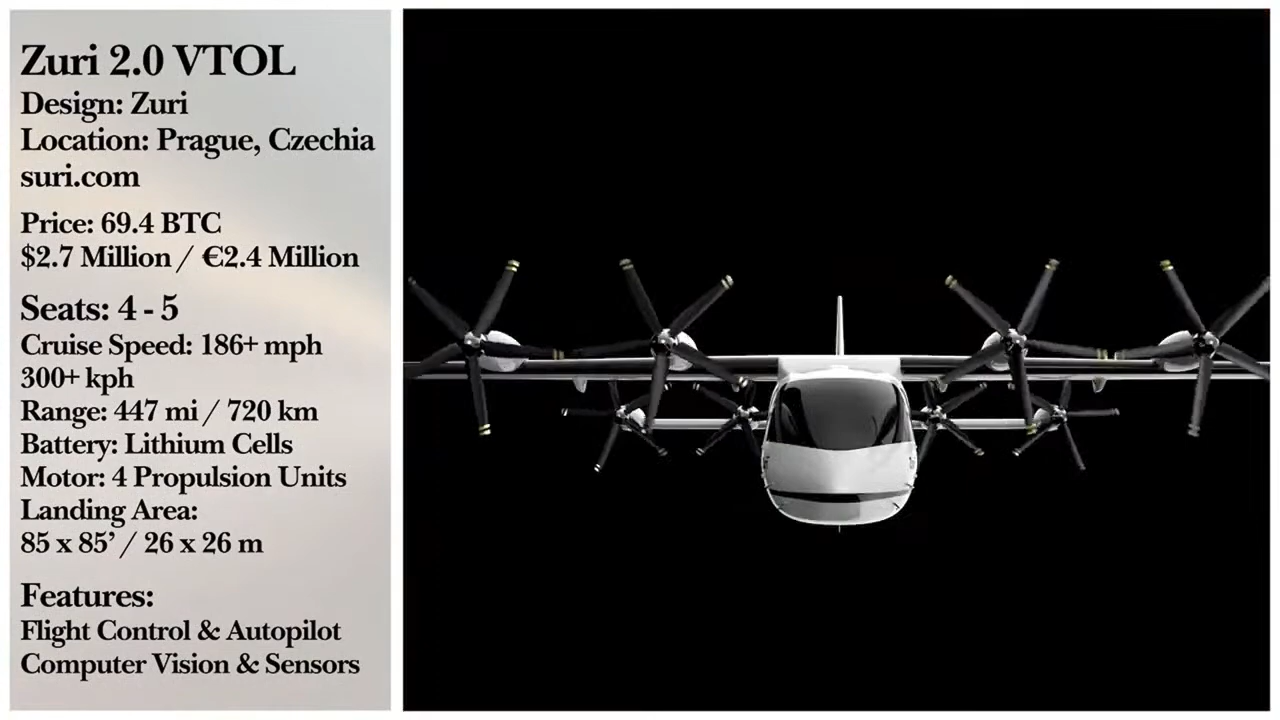 Zuri 2.0 VTOL
Design: Zuri
Location: Prague, Czechia
suri.com
Price: 69.4 BTC
$2.7 Million / €2.4 Million
Seats: 4 - 5
Cruise Speed: 186+ mph
300+ kph
Range: 447 mi / 720 km
Battery: Lithium Cells
Motor: 4 Propulsion Units
Landing Area:
85 x 85’ / 26 x 26 m
Features:
Flight Control & Autopilot
Computer Vision & Sensors